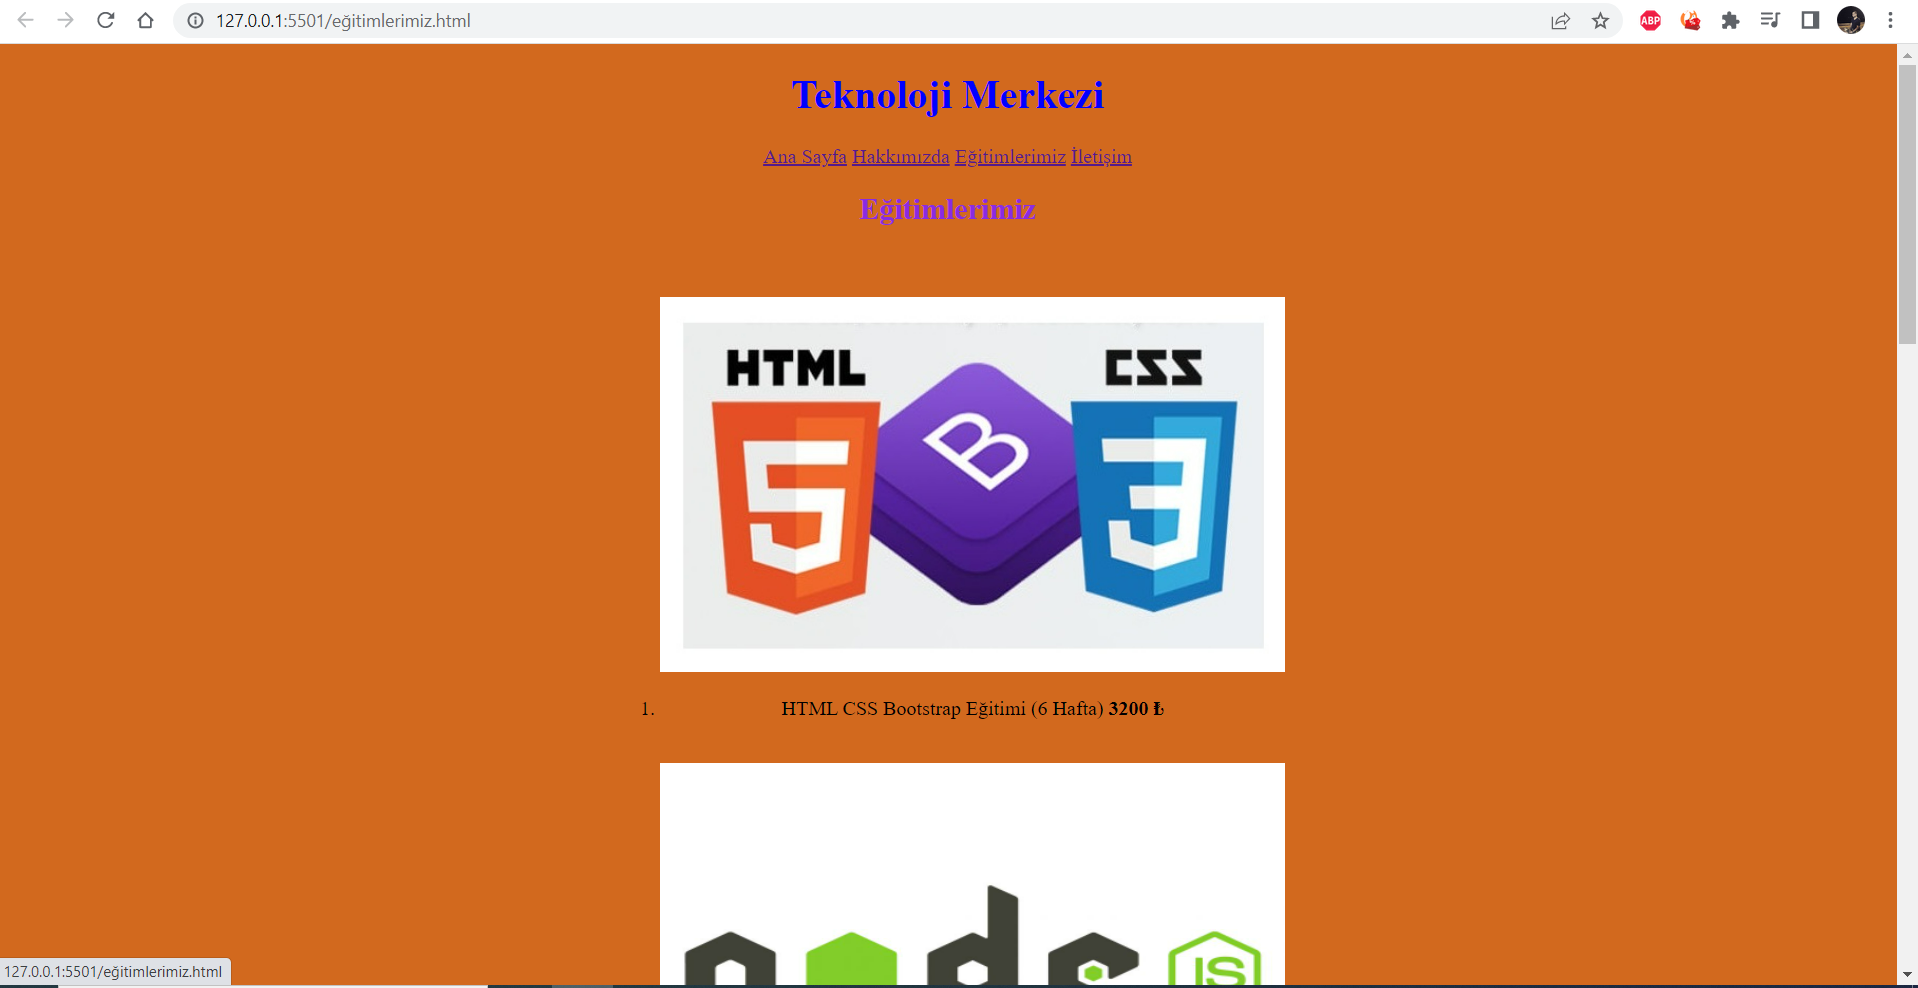 127.0.0.1:5501/eğitimlerimiz.html
ABP
Teknoloji Merkezi
Ana Sayfa Hakkımızda Eğitimlerimiz İletişim
Eğitimlerimiz
HTML CSS
5 B 3
1. HTML CSS Bootstrap Eğitimi (6 Hafta) 3200 ₺
node JS
127.0.0.1:5501/eğitimlerimiz.html